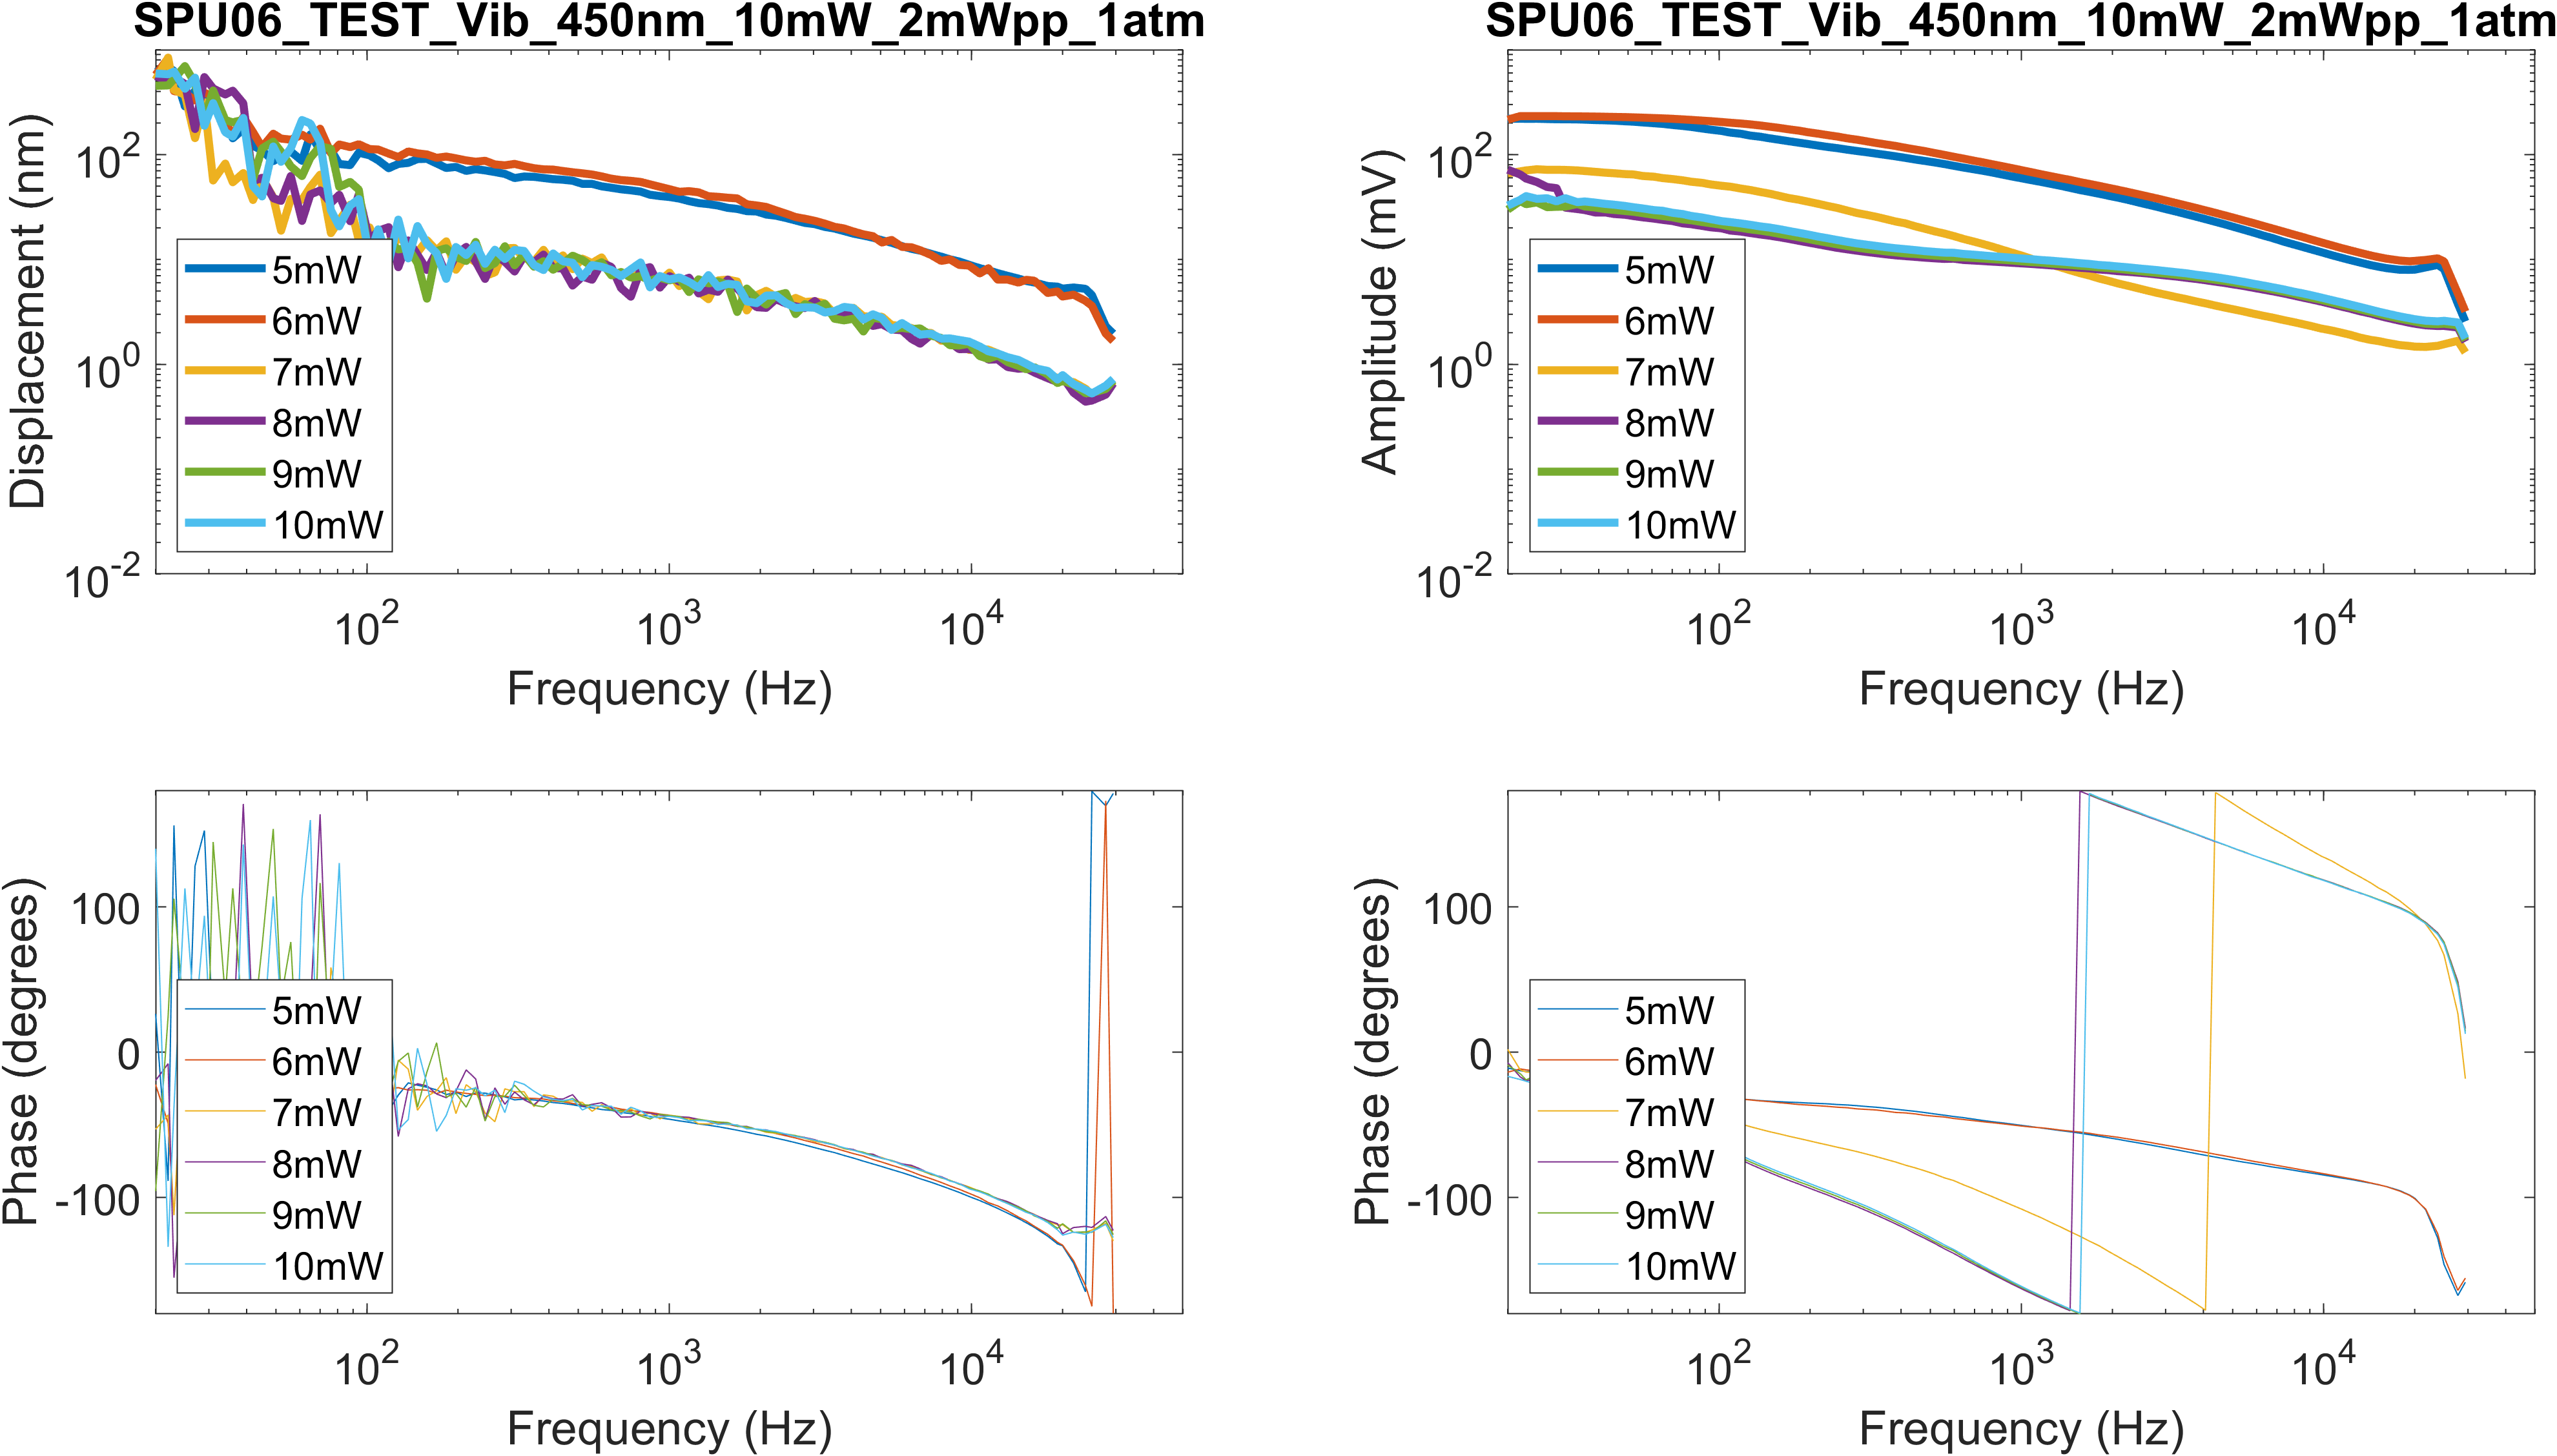 SPU06_TEST_Vib_450nm_10mW_2mWpp_1atm
Displacement (nm)
10^2
10^0
10^-2
5mW
6mW
7mW
8mW
9mW
10mW
10^2
10^3
10^4
Frequency (Hz)
SPU06_TEST_Vib_450nm_10mW_2mWpp_1atm
Amplitude (mV)
10^2
10^0
10^-2
5mW
6mW
7mW
8mW
9mW
10mW
10^2
10^3
10^4
Frequency (Hz)
Phase (degrees)
100
0
-100
5mW
6mW
7mW
8mW
9mW
10mW
10^2
10^3
10^4
Frequency (Hz)
Phase (degrees)
100
0
-100
5mW
6mW
7mW
8mW
9mW
10mW
10^2
10^3
10^4
Frequency (Hz)